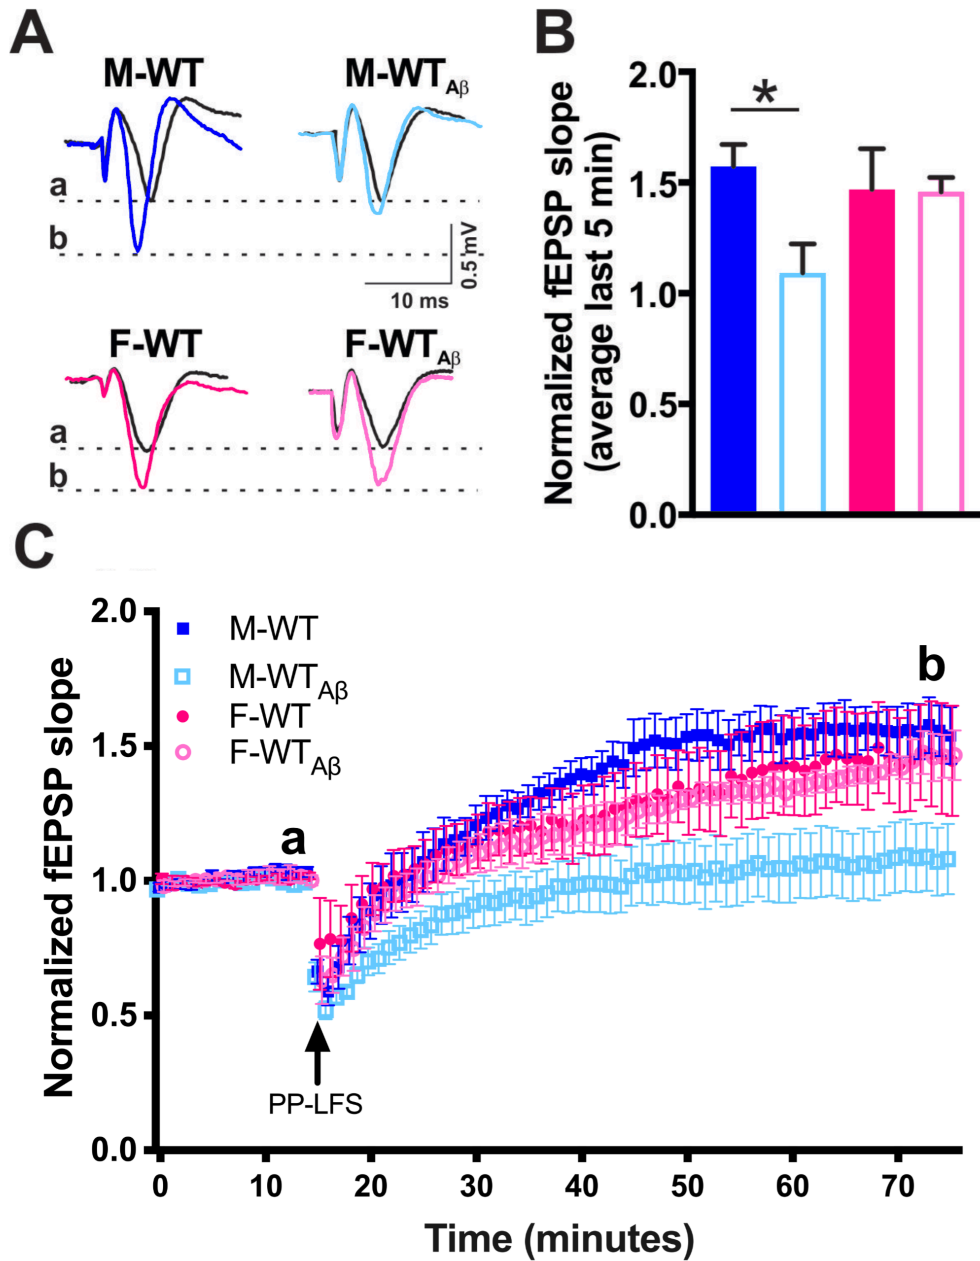 A
M-WT
M-WTAβ
a
b
0.5 mV
10 ms
F-WT
F-WTAβ
a
b
B
Normalized fEPSP slope
(average last 5 min)
2.0
1.5
1.0
0.5
0.0
*
C
Normalized fEPSP slope
2.0
1.5
1.0
0.5
0.0
M-WT
M-WTAβ
F-WT
F-WTAβ
a
b
PP-LFS
0 10 20 30 40 50 60 70
Time (minutes)